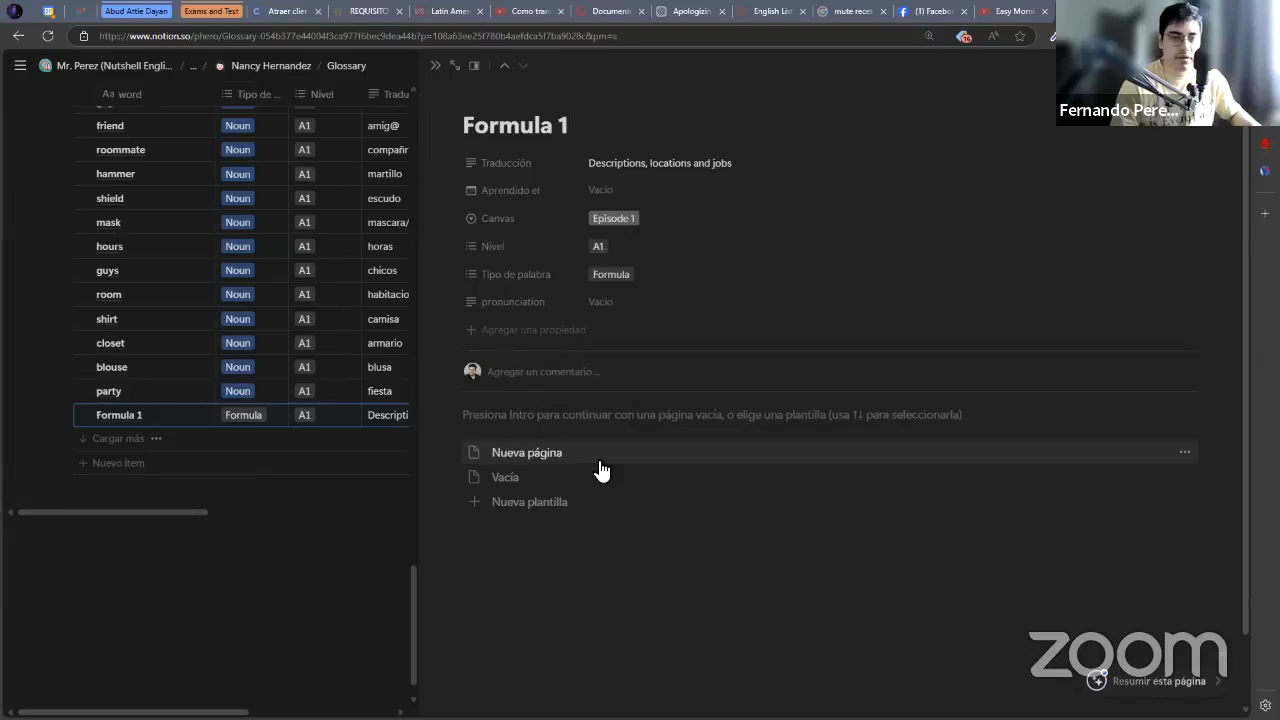 Abud Attie Dayan
Exams and Test
Atraer clier
REQUISITO
Latin Amer
Como tran
Document
Apologizin
English List
mute recet
(1) Faceboo
Easy Morni
https://www.notion.so/phero/Glossary-054b377e44004f3ca977f6bec9dea44b?p=108a63ee25f780b4aefdca5f7ba9028c&pm=s
Mr. Perez (Nutshell Engli... / ... / Nancy Hernandez / Glossary
Aa word Tipo de ... Nivel Tradu
friend Noun A1 amig@
roommate Noun A1 compañr
hammer Noun A1 martillo
shield Noun A1 escudo
mask Noun A1 mascara/
hours Noun A1 horas
guys Noun A1 chicos
room Noun A1 habitacio
shirt Noun A1 camisa
closet Noun A1 armario
blouse Noun A1 blusa
party Noun A1 fiesta
Formula 1 Formula A1 Descripti
Cargar más •••
+ Nuevo ítem
Formula 1
Traducción Descriptions, locations and jobs
Aprendido el Vacío
Canvas Episode 1
Nivel A1
Tipo de palabra Formula
pronunciation Vacío
+ Agregar una propiedad
Agregar un comentario...
Presiona Intro para continuar con una página vacía, o elige una plantilla (usa ↑↓ para seleccionarla)
Nueva página
Vacía
+ Nueva plantilla
Fernando Pere...
zoom
Resumir esta página